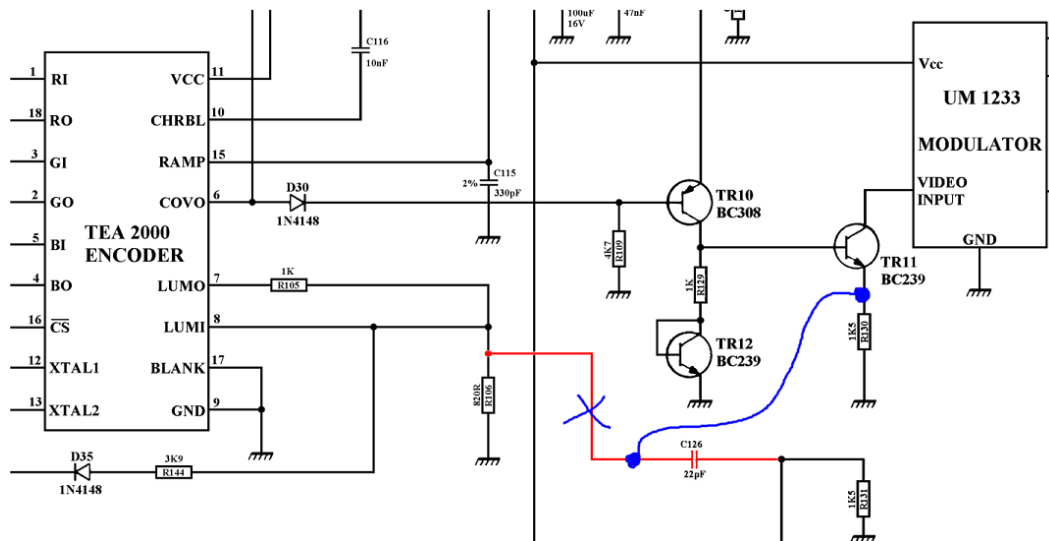 100uF
16V
47nF
C116
10nF
1 RI
18 RO
3 GI
2 GO
5 BI
4 BO
16 CS
12 XTAL1
13 XTAL2
TEA 2000
ENCODER
VCC 11
CHRBL 10
RAMP 15
COVO 6
LUMO 7
LUMI 8
BLANK 17
GND 9
D30
1N4148
2%
C115
330pF
1K
R105
820R
R106
D35
1N4148
3K9
R144
4K7
R109
TR10
BC308
1K
R129
TR12
BC239
TR11
BC239
1K5
R130
C126
22pF
1K5
R131
Vcc
UM 1233
MODULATOR
VIDEO
INPUT
GND